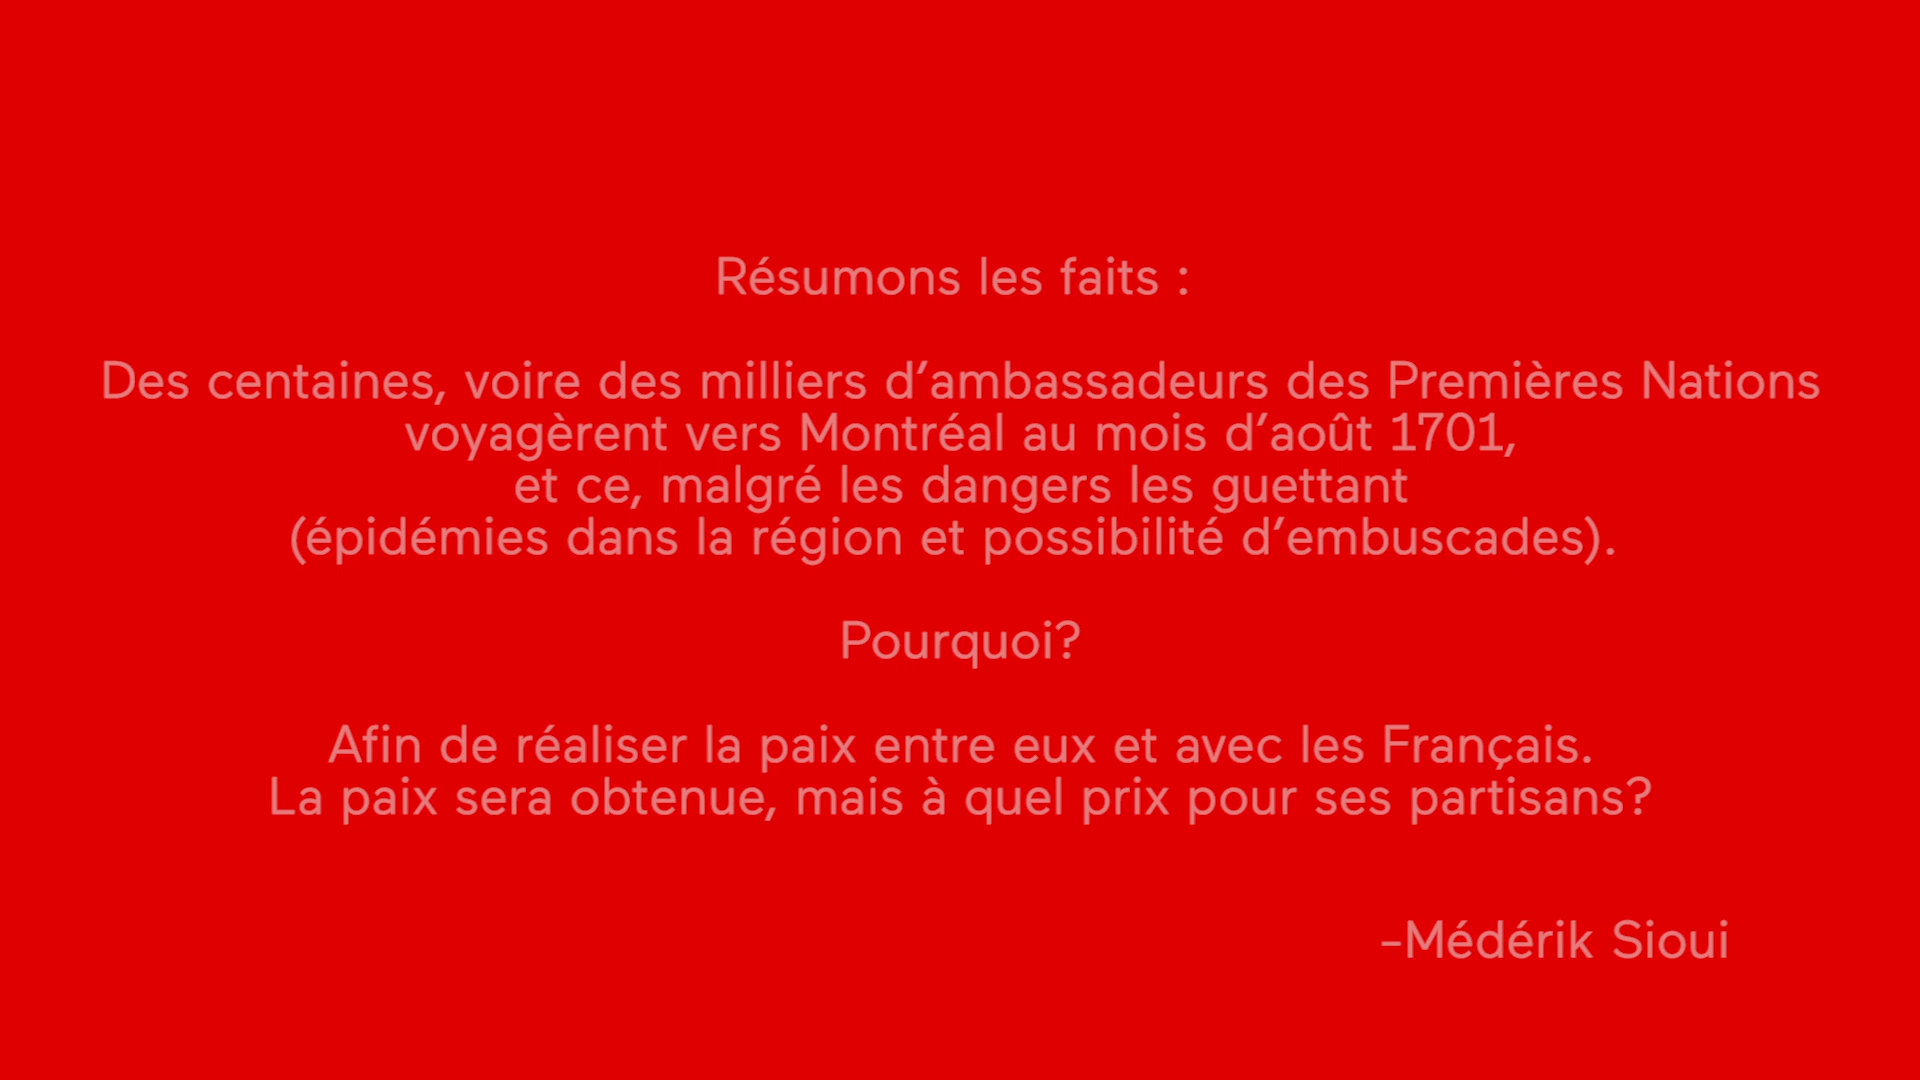 Résumons les faits :
Des centaines, voire des milliers d’ambassadeurs des Premières Nations
voyagèrent vers Montréal au mois d’août 1701,
et ce, malgré les dangers les guettant
(épidémies dans la région et possibilité d’embuscades).
Pourquoi?
Afin de réaliser la paix entre eux et avec les Français.
La paix sera obtenue, mais à quel prix pour ses partisans?
-Médérik Sioui